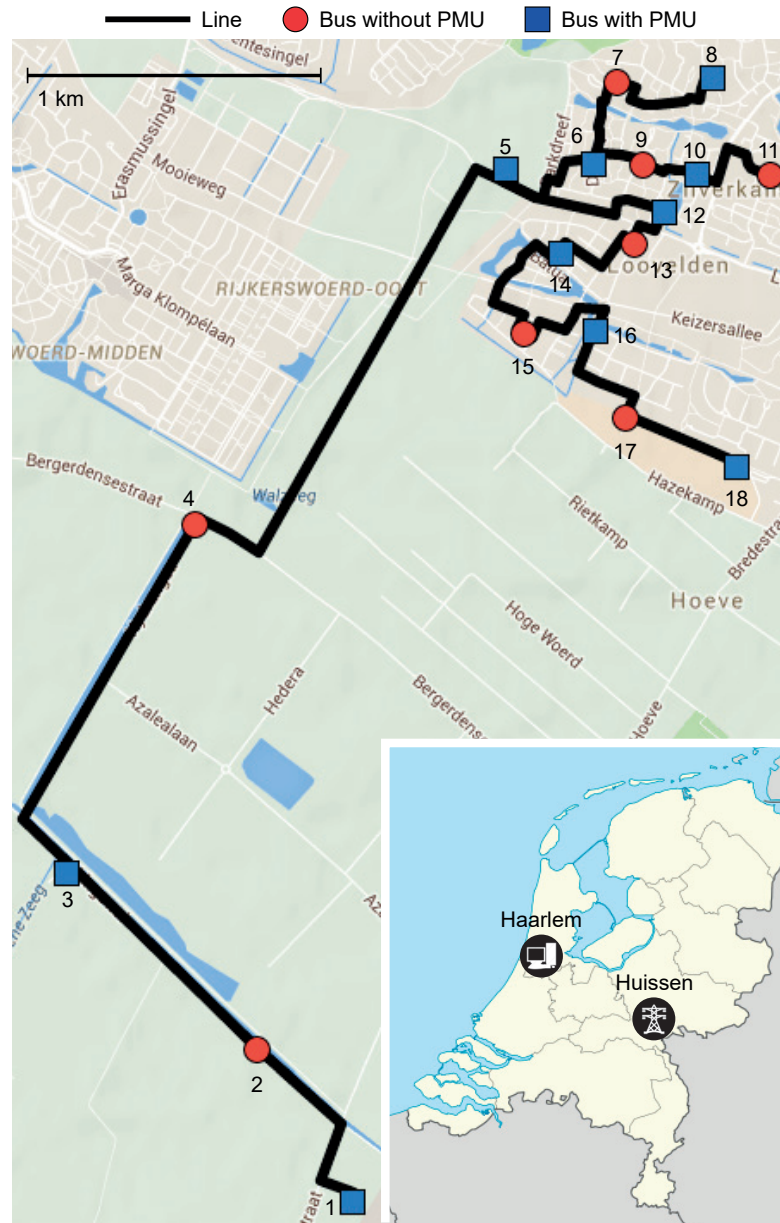 Line
Bus without PMU
Bus with PMU
1 km
Erasmussingel
Mooieweg
Marga Klompélaan
RIJKERSWOERD-OOST
WOERD-MIDDEN
7
8
5
6
9
10
11
12
13
14
Loovelden
Keizersallee
15
16
17
18
Hazekamp
Bergerdensestraat
4
Rietkamp
Hoeve
Hoge Woerd
Hedera
Azalealaan
Hoeve
3
2
1
Haarlem
Huissen